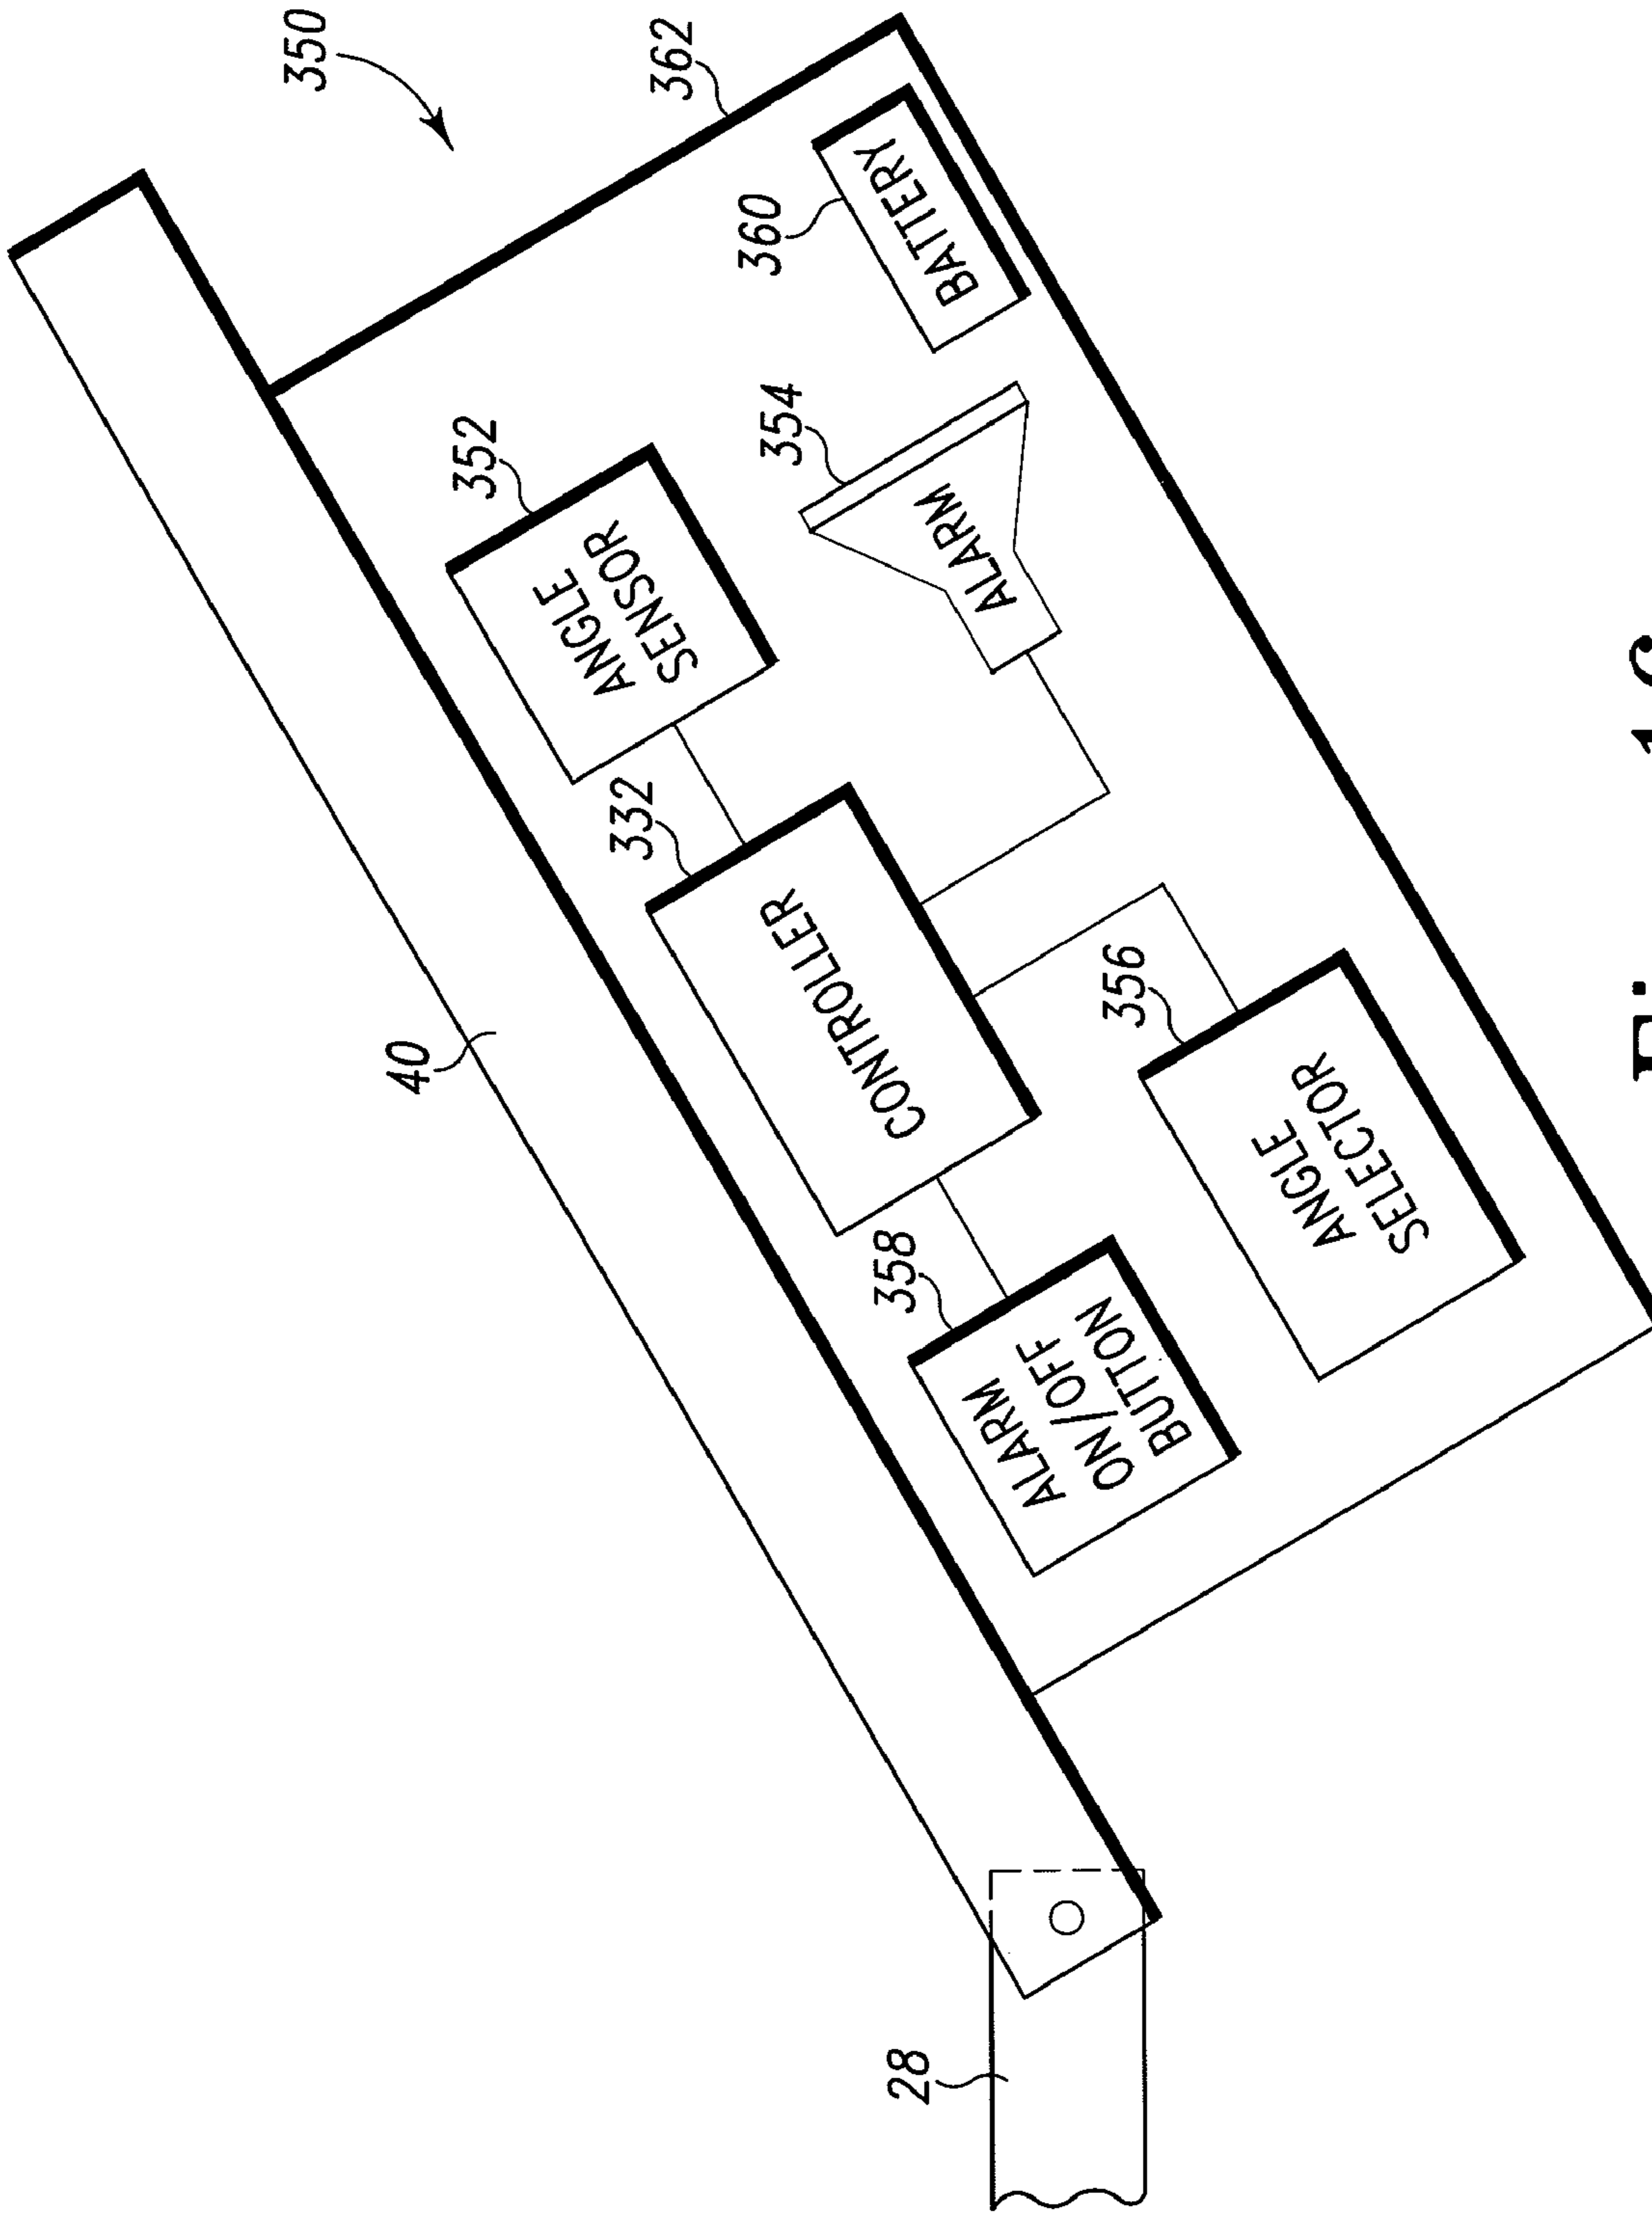 350
362
360
BATTERY
352
ANGLE
SENSOR
354
ALARM
332
CONTROLLER
40
356
ANGLE
SELECTOR
358
ALARM
ON/OFF
BUTTON
28